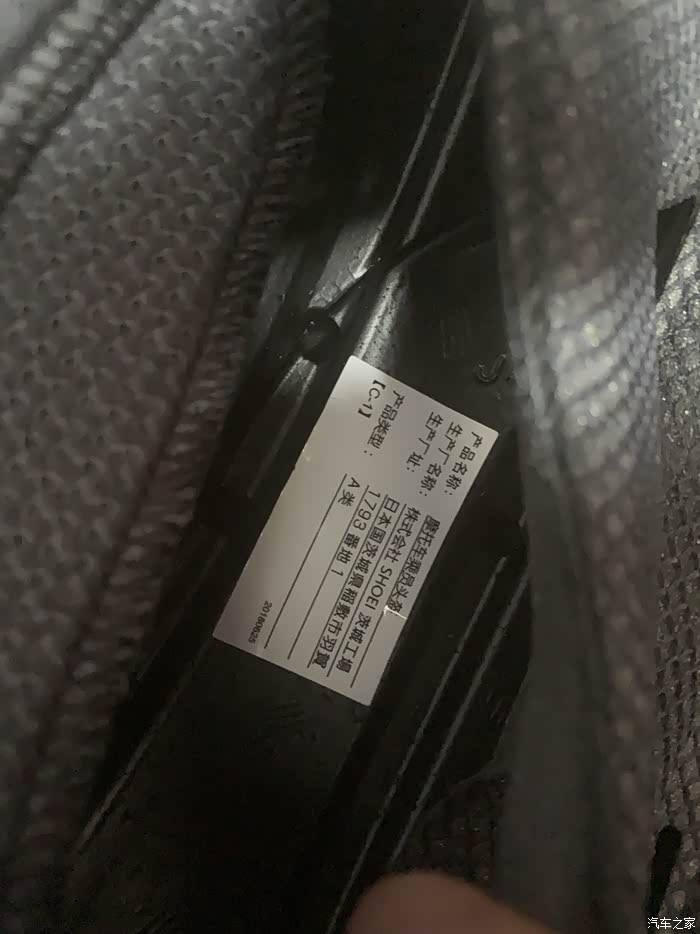 产品名称: 摩托车乘员头盔
生产厂名称: 株式会社 SHOEI 茨城工場
生产厂址: 日本国茨城県稲敷市羽賀
1793 番地 1
产品类型: A 类
【C-1】
20180625
汽车之家